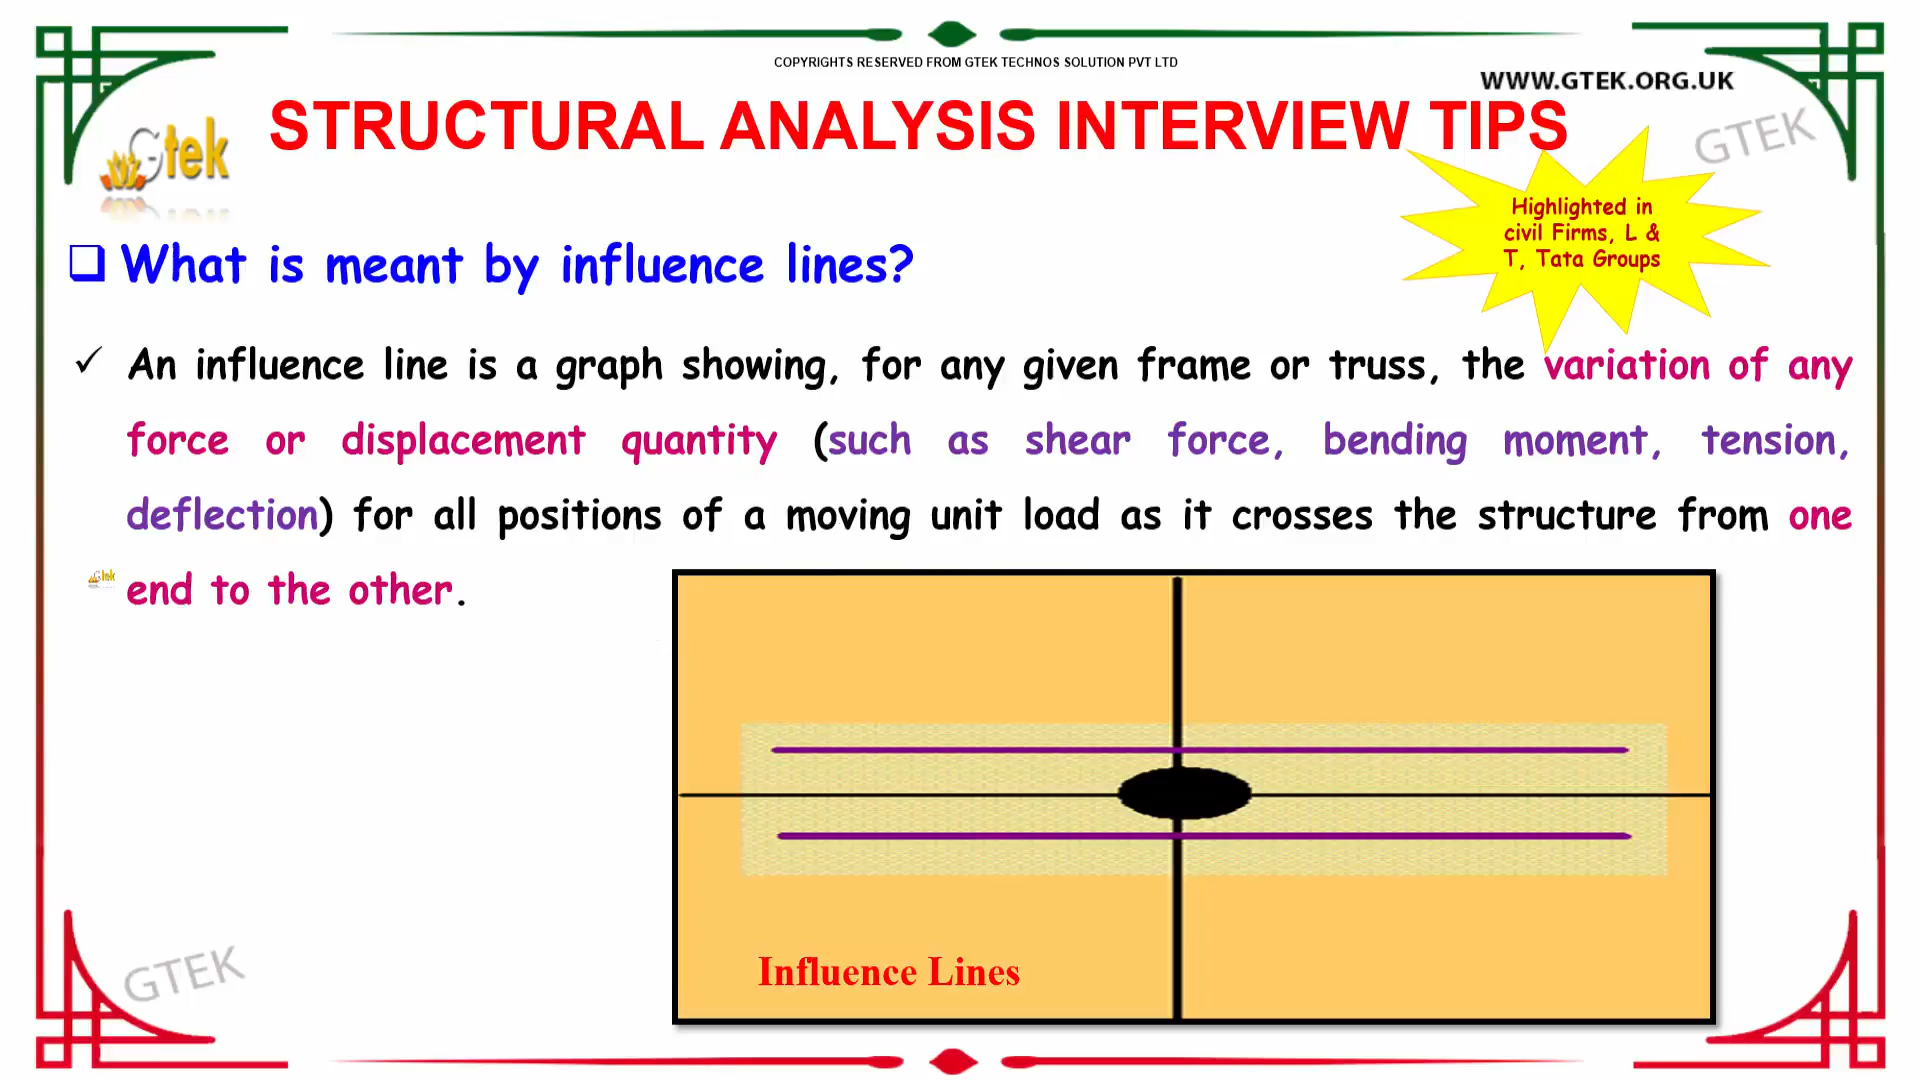 COPYRIGHTS RESERVED FROM GTEK TECHNOS SOLUTION PVT LTD
WWW.GTEK.ORG.UK
STRUCTURAL ANALYSIS INTERVIEW TIPS
GTEK
Gtek
Highlighted in
civil Firms, L &
T, Tata Groups
What is meant by influence lines?
An influence line is a graph showing, for any given frame or truss, the variation of any
force or displacement quantity (such as shear force, bending moment, tension,
deflection) for all positions of a moving unit load as it crosses the structure from one
end to the other.
Gtek
Influence Lines
GTEK